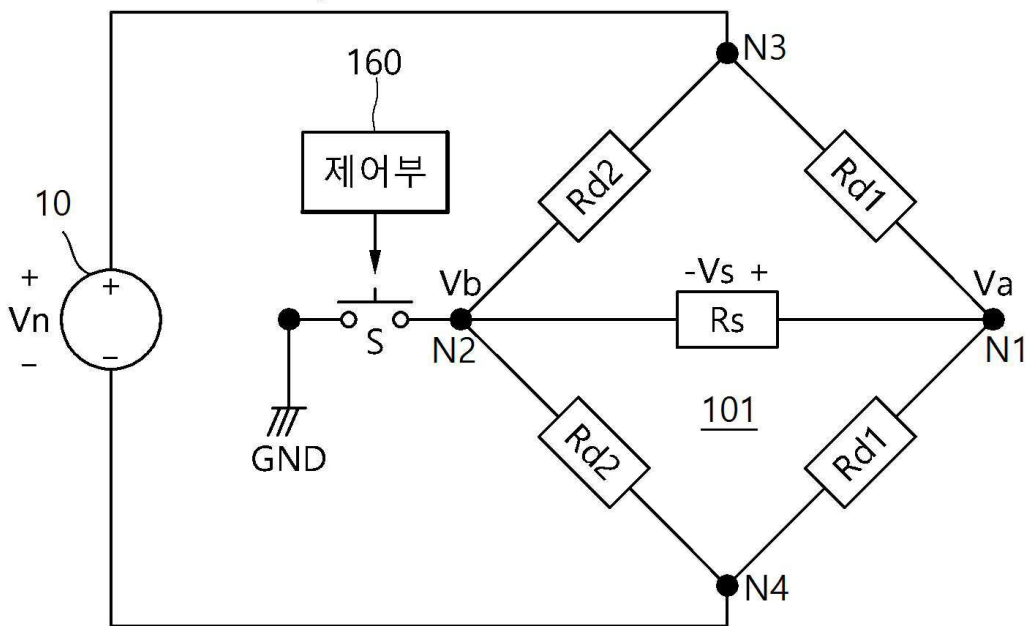 N3
160
제어부
Rd2
Rd1
10
+
Vn
−
+
−
Vb
-Vs +
Va
Rs
S
N2
N1
GND
101
Rd2
Rd1
N4